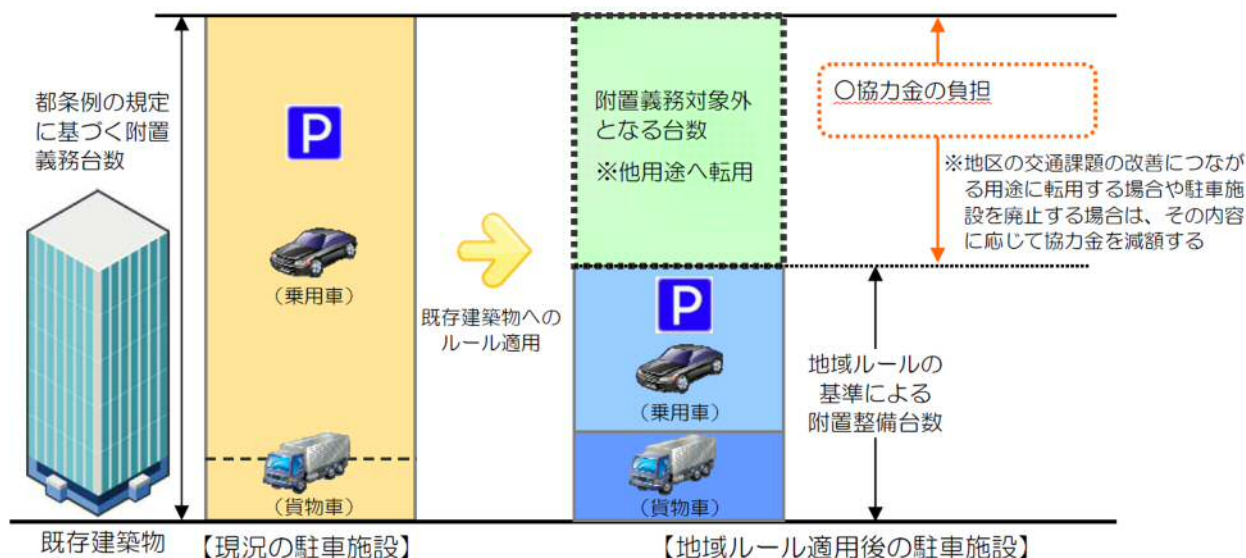 都条例の規定
に基づく附置
義務台数
既存建築物
P
（乗用車）
（貨物車）
【現況の駐車施設】
既存建築物への
ルール適用
附置義務対象外
となる台数
※他用途へ転用
P
（乗用車）
（貨物車）
【地域ルール適用後の駐車施設】
〇協力金の負担
※地区の交通課題の改善につなが
る用途に転用する場合や駐車施
設を廃止する場合は、その内容
に応じて協力金を減額する
地域ルールの
基準による
附置整備台数